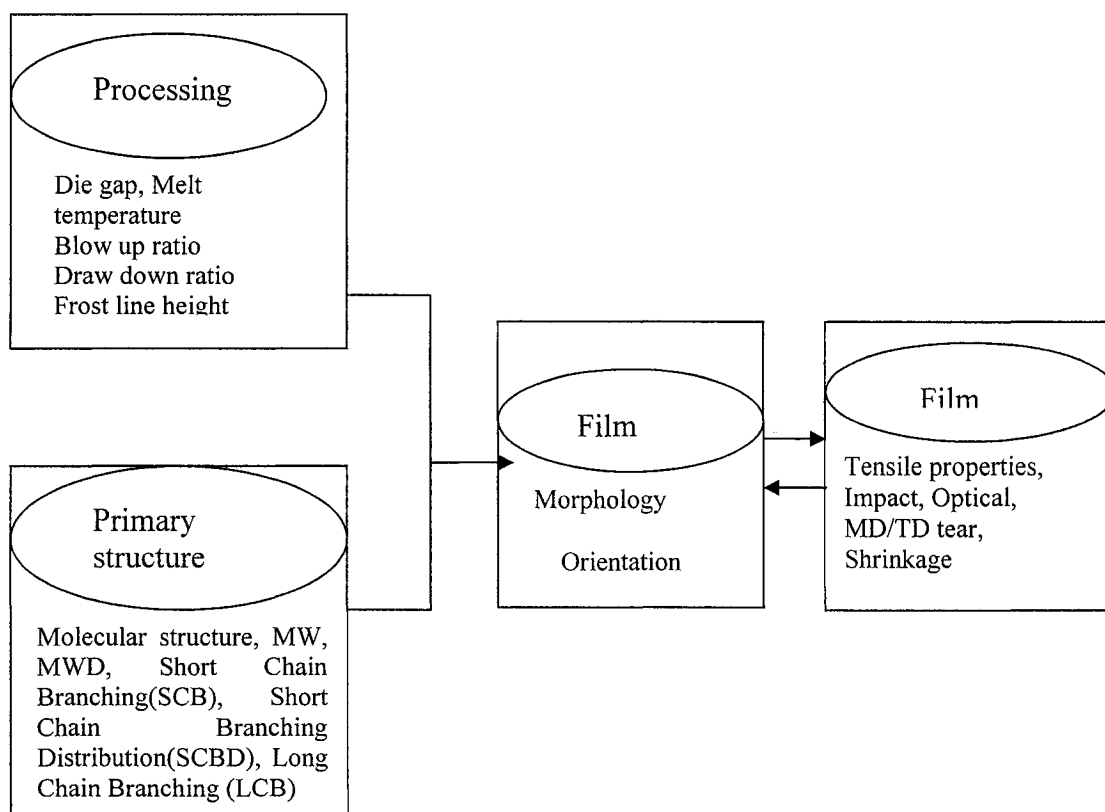 Processing
Die gap, Melt
temperature
Blow up ratio
Draw down ratio
Frost line height
Primary
structure
Molecular structure, MW,
MWD, Short Chain
Branching(SCB), Short
Chain Branching
Distribution(SCBD), Long
Chain Branching (LCB)
Film
Morphology
Orientation
Film
Tensile properties,
Impact, Optical,
MD/TD tear,
Shrinkage